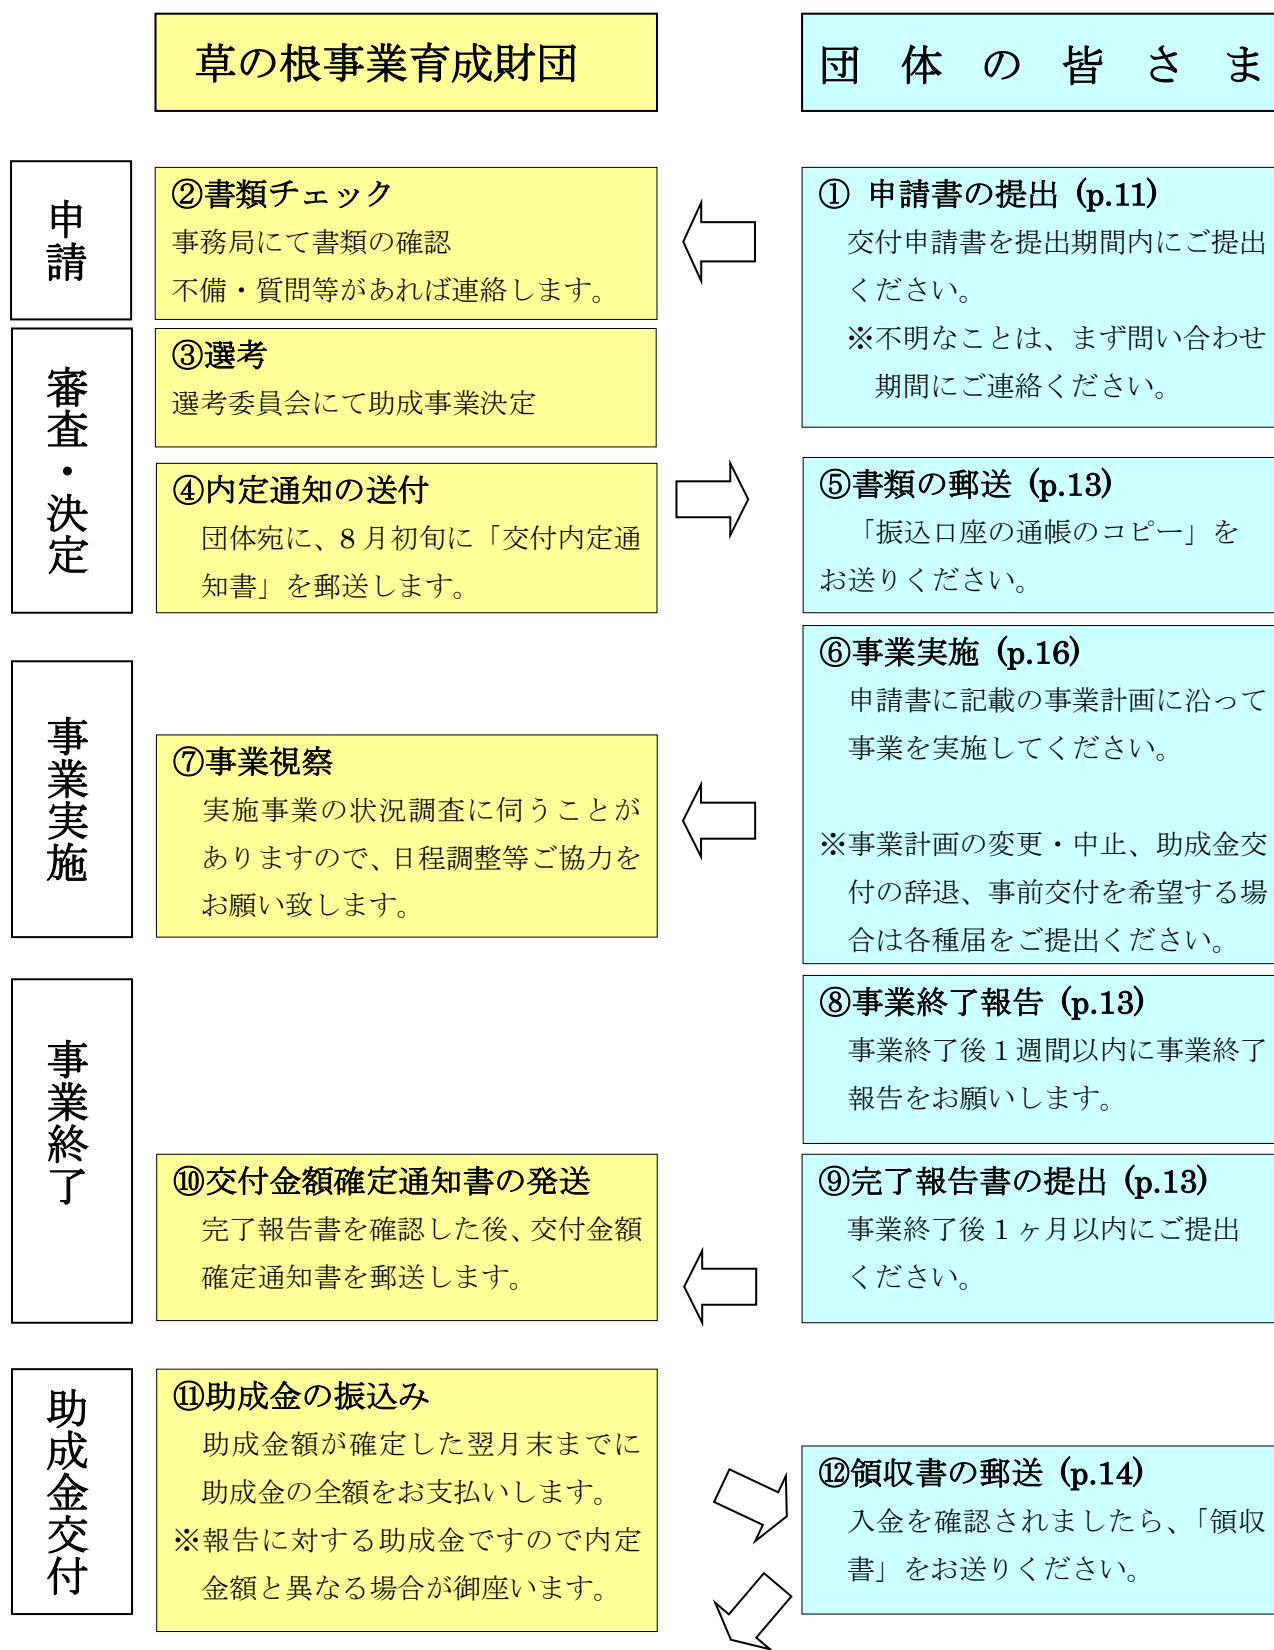 草の根事業育成財団
団体の皆さま
申請
②書類チェック
事務局にて書類の確認
不備・質問等があれば連絡します。
① 申請書の提出 (p.11)
交付申請書を提出期間内にご提出
ください。
※不明なことは、まず問い合わせ
期間にご連絡ください。
審査・決定
③選考
選考委員会にて助成事業決定
④内定通知の送付
団体宛に、8月初旬に「交付内定通
知書」を郵送します。
⑤書類の郵送 (p.13)
「振込口座の通帳のコピー」を
お送りください。
事業実施
⑥事業実施 (p.16)
申請書に記載の事業計画に沿って
事業を実施してください。
※事業計画の変更・中止、助成金交
付の辞退、事前交付を希望する場
合は各種届をご提出ください。
⑦事業視察
実施事業の状況調査に伺うことが
ありますので、日程調整等ご協力を
お願い致します。
事業終了
⑧事業終了報告 (p.13)
事業終了後1週間以内に事業終了
報告をお願いします。
⑨完了報告書の提出 (p.13)
事業終了後1ヶ月以内にご提出
ください。
⑩交付金額確定通知書の発送
完了報告書を確認した後、交付金額
確定通知書を郵送します。
助成金交付
⑪助成金の振込み
助成金額が確定した翌月末までに
助成金の全額をお支払いします。
※報告に対する助成金ですので内定
金額と異なる場合が御座います。
⑫領収書の郵送 (p.14)
入金を確認されましたら、「領収
書」をお送りください。